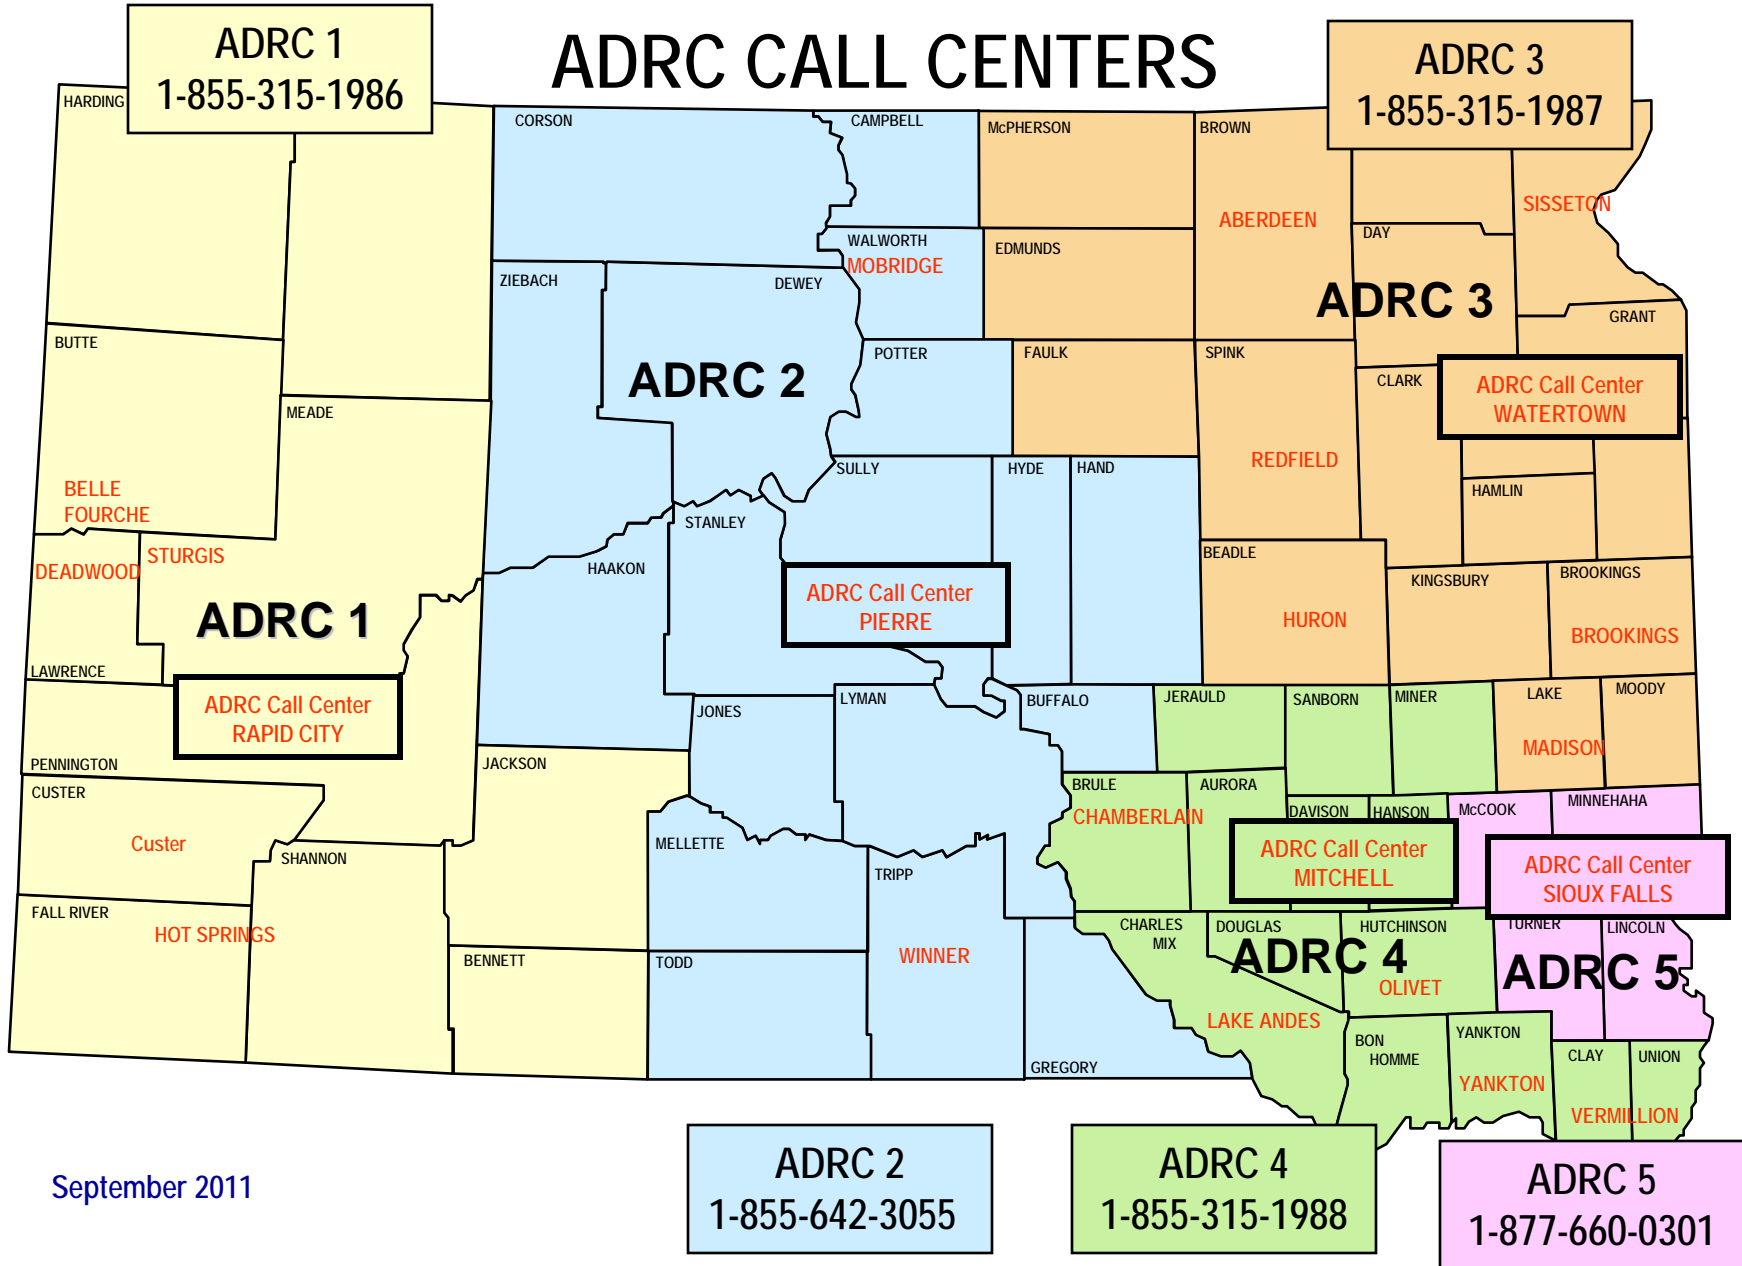 ADRC CALL CENTERS
ADRC 1
1-855-315-1986
ADRC 3
1-855-315-1987
HARDING
CORSON
CAMPBELL
McPHERSON
BROWN
SISSETON
ABERDEEN
WALWORTH
MOBRIDGE
EDMUNDS
DAY
ZIEBACH
DEWEY
ADRC 3
GRANT
BUTTE
ADRC 2
POTTER
FAULK
SPINK
CLARK
ADRC Call Center
WATERTOWN
MEADE
REDFIELD
SULLY
HYDE
HAND
HAMLIN
BELLE
FOURCHE
STANLEY
STURGIS
DEADWOOD
HAAKON
BEADLE
KINGSBURY
BROOKINGS
ADRC Call Center
PIERRE
ADRC 1
HURON
BROOKINGS
LAWRENCE
ADRC Call Center
RAPID CITY
JONES
LYMAN
BUFFALO
JERAULD
SANBORN
MINER
LAKE
MOODY
MADISON
PENNINGTON
JACKSON
CUSTER
BRULE
AURORA
CHAMBERLAIN
DAVISON
HANSON
McCOOK
MINNEHAHA
Custer
SHANNON
MELLETTE
TRIPP
ADRC Call Center
MITCHELL
ADRC Call Center
SIOUX FALLS
FALL RIVER
HOT SPRINGS
BENNETT
TODD
WINNER
CHARLES
MIX
DOUGLAS
HUTCHINSON
TURNER
LINCOLN
ADRC 4
ADRC 5
OLIVET
LAKE ANDES
GREGORY
BON
HOMME
YANKTON
YANKTON
CLAY
UNION
VERMILLION
September 2011
ADRC 2
1-855-642-3055
ADRC 4
1-855-315-1988
ADRC 5
1-877-660-0301